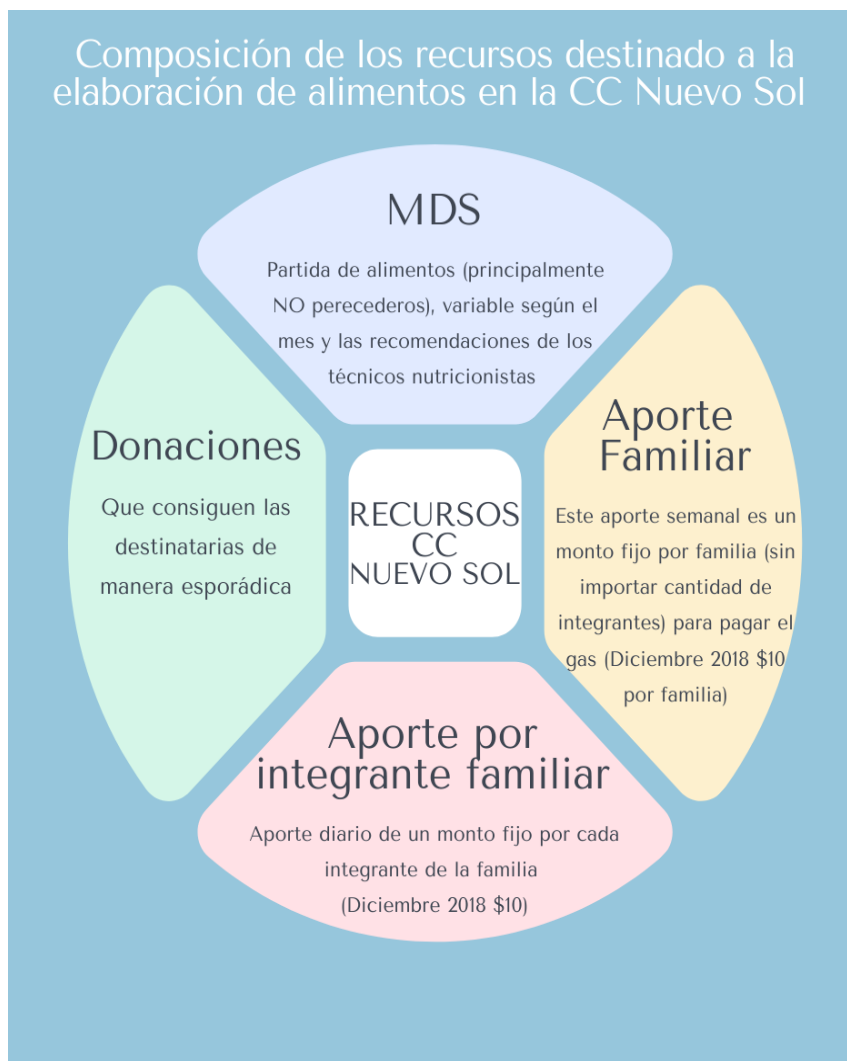 Composición de los recursos destinado a la
elaboración de alimentos en la CC Nuevo Sol
MDS
Partida de alimentos (principalmente
NO perecederos), variable según el
mes y las recomendaciones de los
técnicos nutricionistas
Donaciones
Que consiguen las
destinatarias de
manera esporádica
RECURSOS
CC
NUEVO SOL
Aporte
Familiar
Este aporte semanal es un
monto fijo por familia (sin
importar cantidad de
integrantes) para pagar el
gas (Diciembre 2018 $10
por familia)
Aporte por
integrante familiar
Aporte diario de un monto fijo por cada
integrante de la familia
(Diciembre 2018 $10)